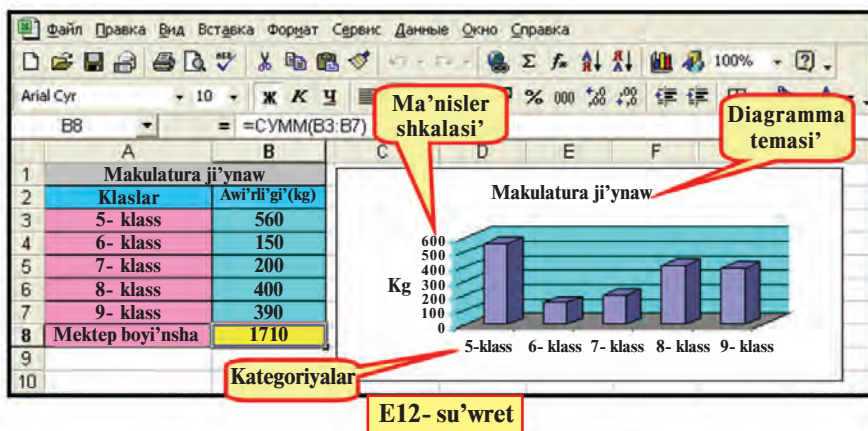 Файл Правка Вид Вставка Формат Сервис Данные Окно Справка
100%
Arial Cyr 10 Ж К Ч % 000
B8 = =СУММ(B3:B7)
Ma'nisler shkalasi'
Diagramma temasi'
A B C D E F
1 Makulatura ji'ynaw
2 Klaslar Awi'rli'gi'(kg)
3 5- klass 560
4 6- klass 150
5 7- klass 200
6 8- klass 400
7 9- klass 390
8 Mektep boyi'nsha 1710
9
10
Makulatura ji'ynaw
Kg
600
500
400
300
200
100
0
5-klass 6- klass 7- klass 8- klass 9- klass
Kategoriyalar
E12- su'wret